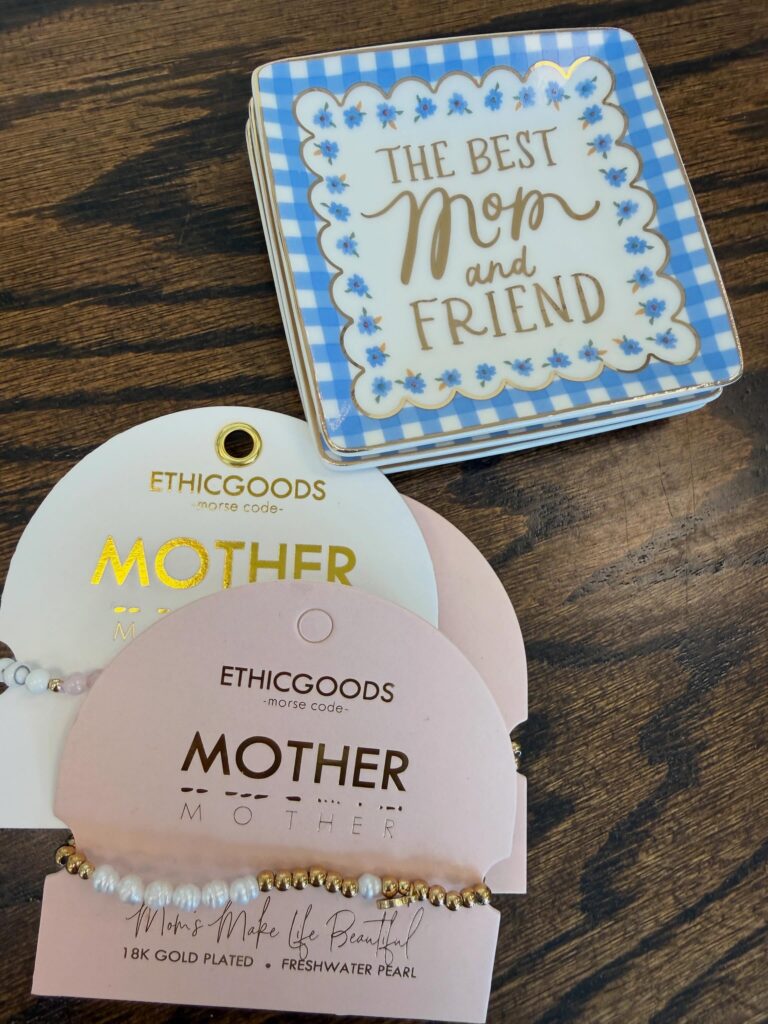 THE BEST
Mom
and
FRIEND
ETHICGOODS
-morse code-
MOTHER
M
ETHICGOODS
-morse code-
MOTHER
MOTHER
Mom's Make Life Beautiful
18K GOLD PLATED • FRESHWATER PEARL